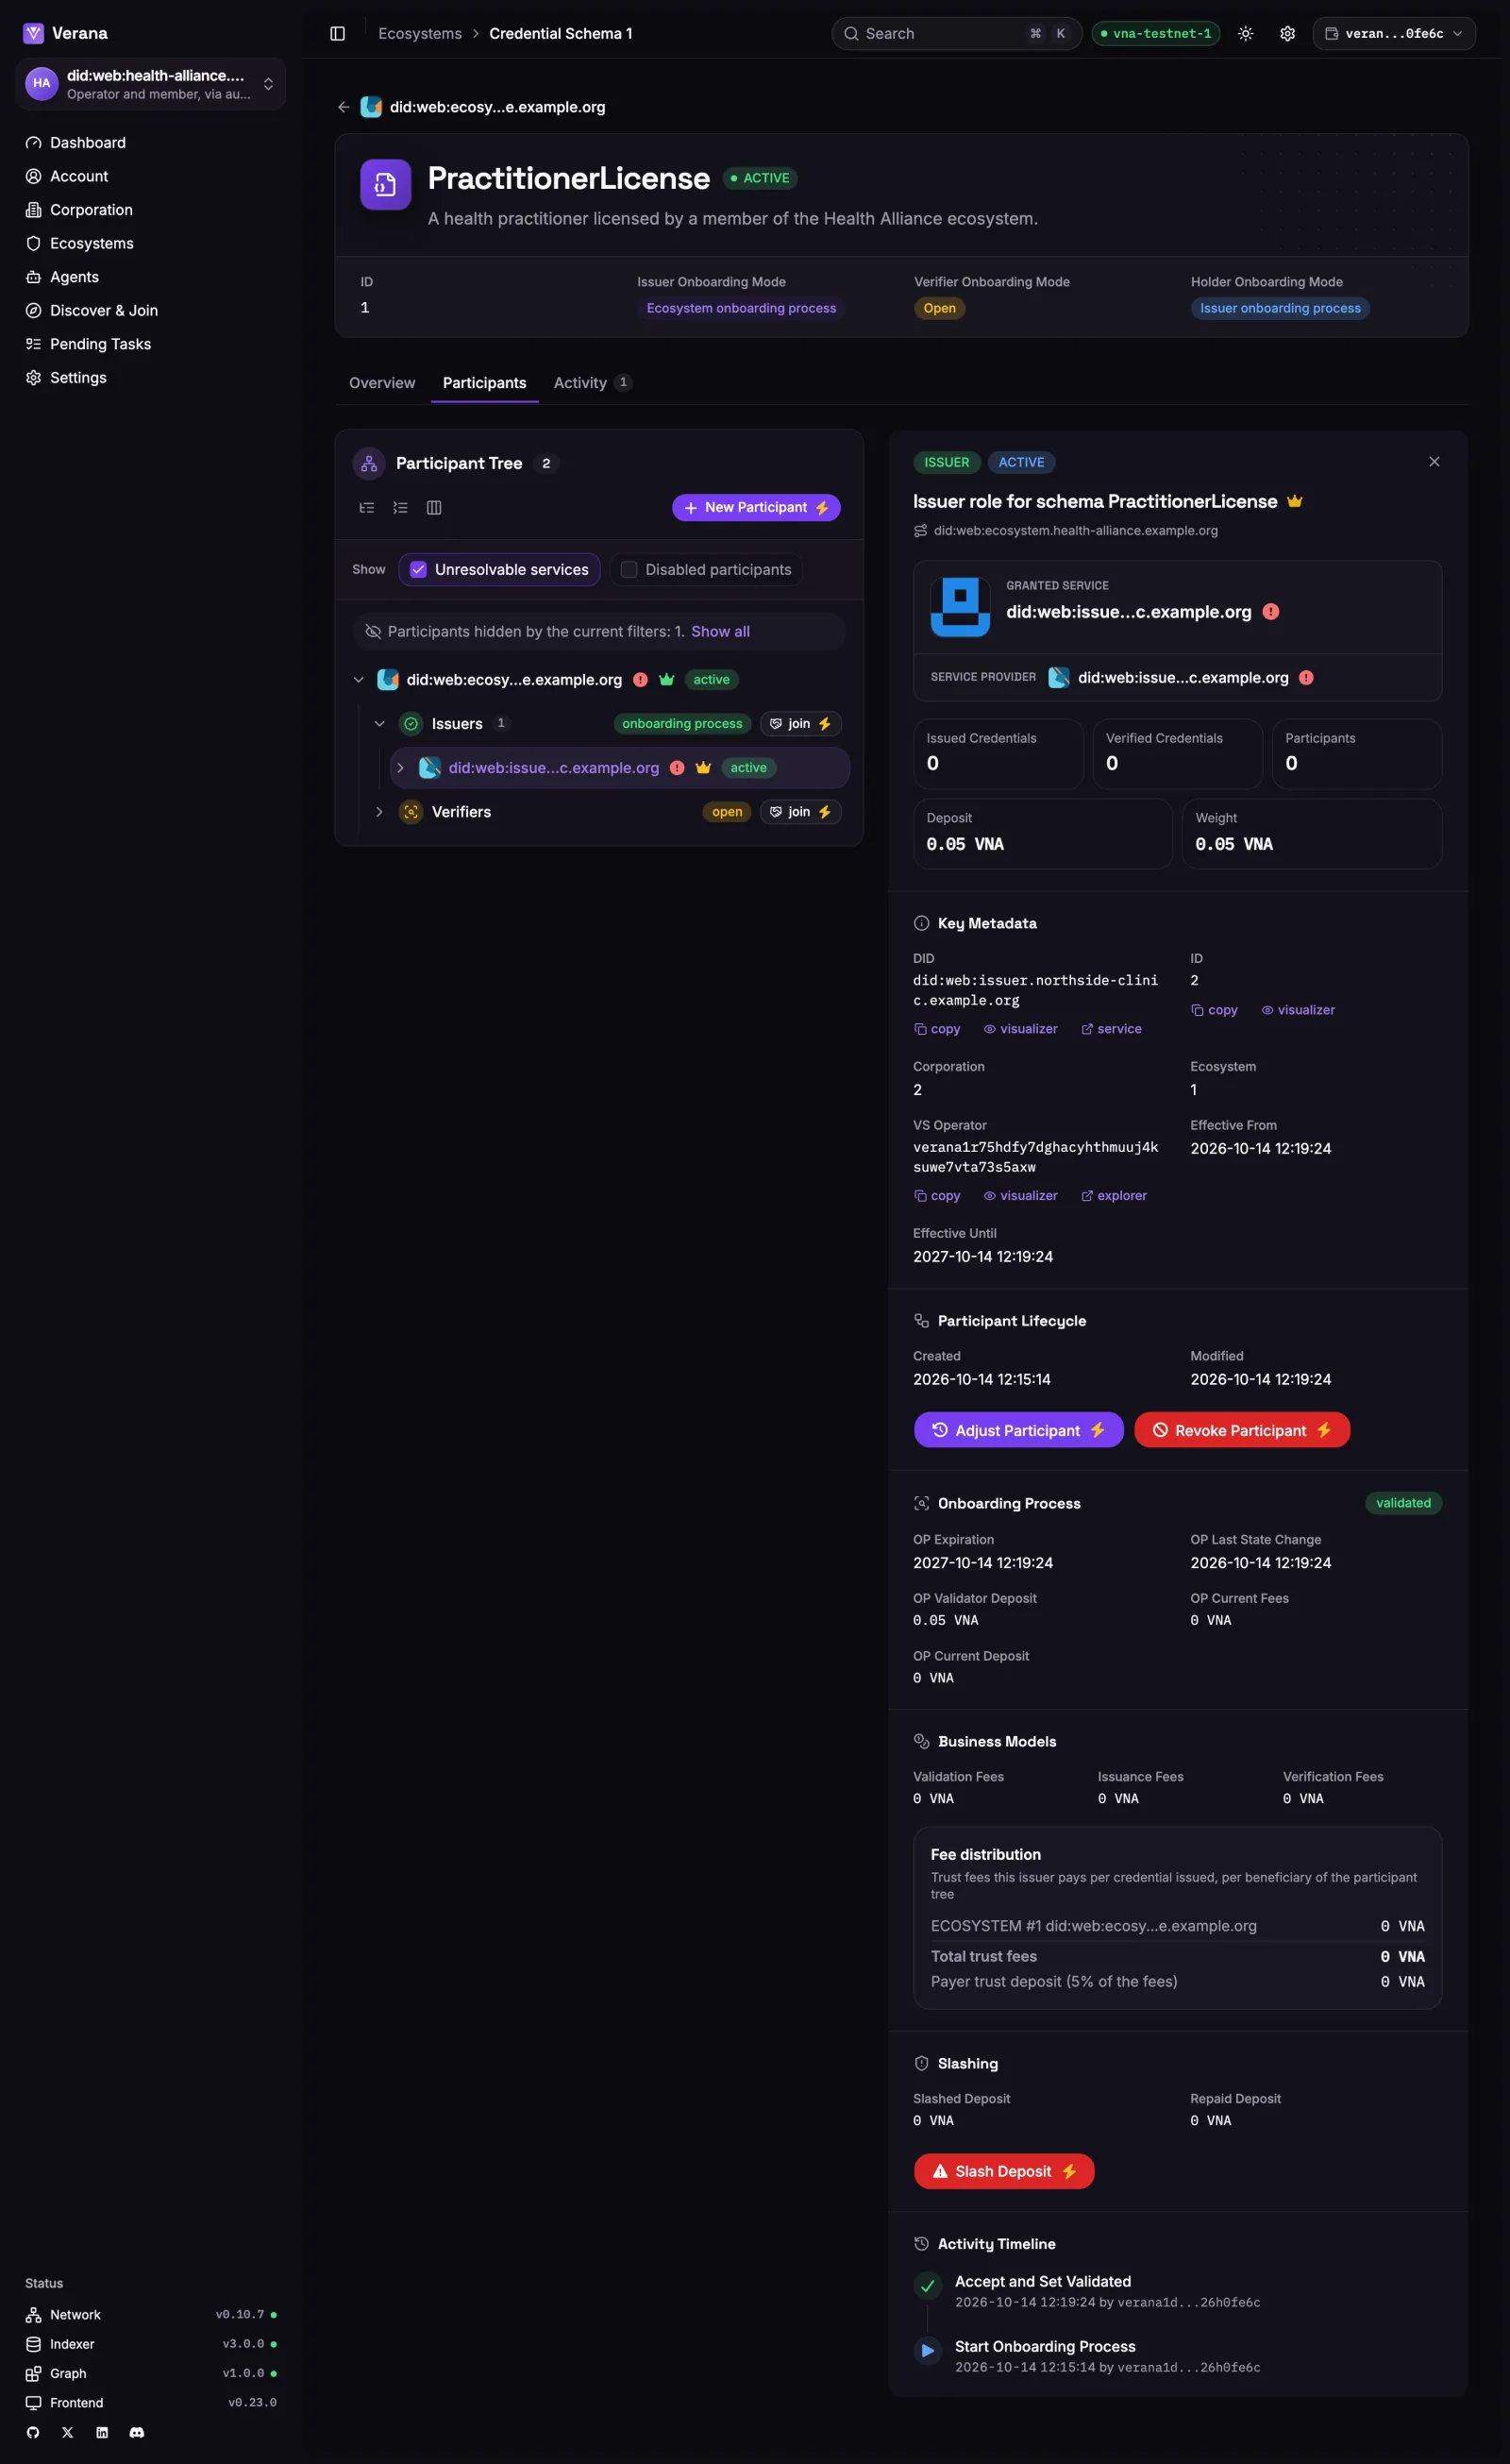 Verana
Ecosystems > Credential Schema 1
Search ⌘ K
vna-testnet-1
veran...0fe6c
HA
did:web:health-alliance....
Operator and member, via au...
Dashboard
Account
Corporation
Ecosystems
Agents
Discover & Join
Pending Tasks
Settings
did:web:ecosy...e.example.org
PractitionerLicense ACTIVE
A health practitioner licensed by a member of the Health Alliance ecosystem.
ID
1
Issuer Onboarding Mode
Ecosystem onboarding process
Verifier Onboarding Mode
Open
Holder Onboarding Mode
Issuer onboarding process
Overview Participants Activity 1
Participant Tree 2
New Participant
Show Unresolvable services Disabled participants
Participants hidden by the current filters: 1. Show all
did:web:ecosy...e.example.org active
Issuers 1 onboarding process join
did:web:issue...c.example.org active
Verifiers open join
ISSUER ACTIVE
Issuer role for schema PractitionerLicense
did:web:ecosystem.health-alliance.example.org
GRANTED SERVICE
did:web:issue...c.example.org
SERVICE PROVIDER did:web:issue...c.example.org
Issued Credentials
0
Verified Credentials
0
Participants
0
Deposit
0.05 VNA
Weight
0.05 VNA
Key Metadata
DID
did:web:issuer.northside-clini
c.example.org
copy visualizer service
ID
2
copy visualizer
Corporation
2
Ecosystem
1
VS Operator
verana1r75hdfy7dghacyhthmuuj4k
suwe7vta73s5axw
copy visualizer explorer
Effective From
2026-10-14 12:19:24
Effective Until
2027-10-14 12:19:24
Participant Lifecycle
Created
2026-10-14 12:15:14
Modified
2026-10-14 12:19:24
Adjust Participant Revoke Participant
Onboarding Process validated
OP Expiration
2027-10-14 12:19:24
OP Last State Change
2026-10-14 12:19:24
OP Validator Deposit
0.05 VNA
OP Current Fees
0 VNA
OP Current Deposit
0 VNA
Business Models
Validation Fees
0 VNA
Issuance Fees
0 VNA
Verification Fees
0 VNA
Fee distribution
Trust fees this issuer pays per credential issued, per beneficiary of the participant
tree
ECOSYSTEM #1 did:web:ecosy...e.example.org 0 VNA
Total trust fees 0 VNA
Payer trust deposit (5% of the fees) 0 VNA
Slashing
Slashed Deposit
0 VNA
Repaid Deposit
0 VNA
Slash Deposit
Activity Timeline
Accept and Set Validated
2026-10-14 12:19:24 by verana1d...26h0fe6c
Start Onboarding Process
2026-10-14 12:15:14 by verana1d...26h0fe6c
Status
Network v0.10.7
Indexer v3.0.0
Graph v1.0.0
Frontend v0.23.0